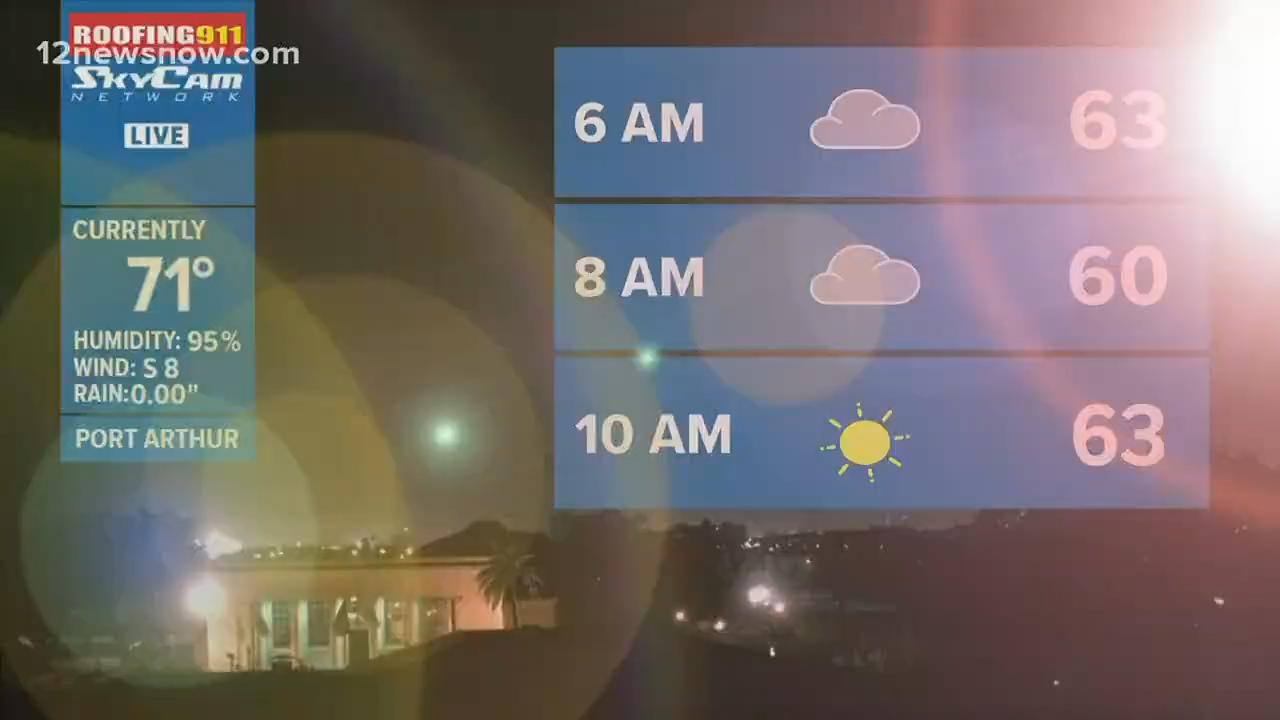 ROOFING911
12newsnow.com
SKYCAM
NETWORK
LIVE
CURRENTLY
71°
HUMIDITY: 95%
WIND: S 8
RAIN:0.00"
PORT ARTHUR
6 AM 63
8 AM 60
10 AM 63